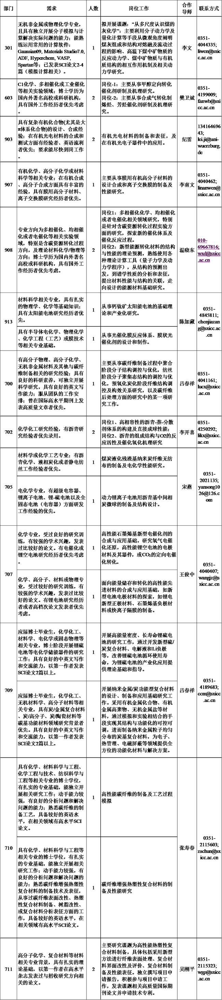 部门
需求
人数
岗位工作
合作
导师
联系方式
301
无机非金属或物理化学专业，
且具有独立开展分子模拟与计
算解决实际问题的能力；能熟
练运用常用的计算软件：
Gaussian09, Materials Studio7.0,
ADF, Hyperchem, VASP,
Spartan等；已发表SCI论文2-4
篇（模拟计算相关）。
1
拟开展课题：“从多尺度认识煤的
灰化学”：主要利用分子动力学及
量化计算等手段从微观角度阐明
煤灰组成和结构对熔融及流动过
程的影响、高温下煤中矿物质的
反应动力学、煤中矿物质与有机
质结构的相互作用机制及相关动
力学研究。
李文
0351-
4044335;
liwen@sxic
c.ac.cn
603
C1化学、多相催化或工业催化
等相关实验领域；博士学历为
国内外著名高校或科研机构，
具有国外工作经历者优先考虑
。
2
岗位-1：主要从事甲醇定向转化
催化剂研制及机理研究。
岗位-2：主要从事合成气转化制
烯烃、芳烃催化剂研制及机理研
究。
樊卫斌
0351-
4199009;
fanwb@sxi
cc.ac.cn
903
具有复杂有机化合物(尤其是大
π体系化合物)的设计、合成经
验；在有机光电材料的合成和
测试方面有经验者、英语流利
者优先；要求能尽快到岗工作
。
2
有机光电材料的制备和表征，及
在有机光电子器件中的应用。
纪雷
134164696
43;
lei.ji@uni-
wuerzburg.
de
907
有机化学、高分子化学或材料
科学等相关专业；在有机合成
、高分子合成方面具有丰富的
经验，具有膜用高分子材料、
离子交换膜研究经历者优先。
1
主要从事膜用有机高分子材料的
设计合成和离子交换膜的制备及
性能研究。
李南文
0351-
4040462;
linanwen@
sxicc.ac.cn
908
专业方向为多相催化、均相催
化或者电催化等相关实验领
域，特别是含碳资源转化过程
方向，及理论材料化学/物理等
方向；博士学历为国内外著名
高校或科研机构，具有国外工
作经历者优先考虑。
2
岗位1：多相催化化学、均相催化
或者电催化相关领域研究，特别
是针对含碳资源转化过程实验方
面的研究，探索新的催化体系及
催化反应过程。
岗位2：新型能源转化材料的结构
与性能的理论预测，熟练使用各
种理论计算工具（量子力学及动
力学程序），从结构的预测出
发，到谱学性质的分析和表征，
提出材料性能与结构的关联，走
向设计的能源材料基础研究。
温晓东
010-
69667816;
wxd@sxicc
.ac.cn
913
材料科学相关专业，具有扎实
的物理学、化学等基础知识；
具有太阳能电池研究经历者优
先。
1
从事钙钛矿太阳能电池的基础理
论和产业化研究。
陈加藏
0351-
4845811;
chenjiazan
g@sxicc.ac
.cn
具有半导体电化学、物理化学
、化学工程（工艺）或膜技术
等相关专业基础。
1
从事光催化膜反应体系、膜状光
催化剂的设计和制作。
700
有高分子物理、高分子化学、
无机非金属材料及其他与碳纤
维制备相关的研究经验；具有
良好的科研素养，可独立开展
科学研究，具有良好的英文写
作能力；服从团队的工作安
排；曾在国际高水平期刊上发
表高质量文章者优先。
1
主要从事碳纤维制备过程中聚合
阶段分子结构调控与优化，纺丝
阶段分子聚集态结构的调控与优
化，预氧化炭化阶段纤维结构调
控及构效关系研究，以及碳纤维
后处理方面的研究中的某一项研
究工作。
吕春祥
0351-
4041161;
lucx@sxicc
.ac.cn
702
化学化工研究经验，有沥青研
究经验者优先录用。
2
岗位1、高相容性的沥青-萘-分散
剂体系的构建及直接成球性能；
岗位2、沥青的组成结构与O2的反
应活性及催化氧化机理研究
李开喜
0351-
4250292;
likx@sxicc.
ac.cn
705
材料学或化学工艺专业；有沥
青化学、液相炭化或者静电纺
丝工作经验者优先。
1
煤炭液化残渣基纳米炭纤维无纺
布的制备及电化学性能研究。
宋燕
0351-
2021135;
yansong10
26@126.c
om
电化学专业，有超级电容器、
锂离子电池、锂-硫电池以及全
固态电池（电容器）方面研发
工作经验的优先。
1
动力锂离子电池用沥青基中间相
炭微球的制备及结构设计。
707
化学专业，受过良好的研究训
练，有较强的学术兴趣，发表
过比较好的论文。有电催化或
锂空电池研究经历者优先考虑
。
1
高性能石墨烯基新型电催化剂的
合成与应用基础，研究氧气电催
化还原，高性能锂空电池的电极
材料及其器件，或CO₂的定向电催
化转化。
王俊中
0351-
4040407;
wangjz@s
xicc.ac.cn
化学、高分子、材料或物理专
业，受过较好的研究训练，有
较强的学术兴趣，发表过比较
好的论文。有锂电池研究经历
者或者高档次论文发表者优先
考虑。
1
面向能量储存和转化的高性能先
进材料的合成与应用基础，如新
型电池电极材料的探索，如锂电
新型正极材料、石墨烯基负极材
料或快离子隔膜的制备。
709
应届博士毕业生，化学化工、
材料学、电化学或固态物理等
相关专业，博士阶段开展锂硫
电池等电化学储能器件的研究
工作；具有良好的中英文写作
和交流能力，以第一作者发表
SCI论文2篇以上。
1
开展高能量密度、长寿命锂硫电
池的研究工作，通过开发新型硫/
炭复合材料、电解液和Li负极
等，改善锂硫电池循环使用寿
命，为锂硫电池的产业化应用提
供理论基础和指导。
吕春祥
0351-
4189683;
ccm@sxicc
.ac.cn
应届博士毕业生，化学化工、
无机材料学、高分子材料等相
关专业，具有炭/金属复合材料
、炭/高分子、炭/陶瓷材料等
碳基功能材料领域研究背景者
优先。具有良好的中英文写作
和交流能力，以第一作者发表
SCI论文2篇以上。
1
开展纳米金属/炭功能型复合材料
的设计、制备和应用基础研究工
作。采用有机金属化合物、有机
金属高聚物、无机金属盐等材
料，通过模拟和实验相结合的手
段实现其结构与功能化的可控可
调，进而制备纳米金属粒子均匀
分布的炭基复合材料，为电子、
热管理、电磁屏蔽等领域提供全
方位的功能化材料与解决方案。
710
具有化学、材料科学与工程、
化学工程与技术、纺织科学与
工程等相关专业的博士学位，
有扎实的专业基础，能独立开
展相关研究工作；动手能力较
强，有良好的分析问题和解决
问题的能力；熟悉碳纤维的制
备工艺，具备较好的英语水
平，在相关领域有高水平SCI
论文。
1
高性能碳纤维的制备及工艺过程
模拟
张寿春
0351-
2115603;
zschun@sx
icc.ac.cn
具有化学、材料科学与工程等
相关专业的博士学位，有扎实
的专业基础，能独立开展相关
研究工作；动手能力较强，有
良好的分析问题和解决问题的
能力；熟悉碳纤维增强热塑性
复合材料的制备技术及表征，
从事过碳纤维表面改性、热塑
性复合材料制备、树脂改性、
或复合材料分析表征方面的工
作，具备较好的英语水平，在
相关领域有高水平SCI论文。
1
碳纤维增强热塑性复合材料的制
备及性能研究
711
高分子化学、复合材料等材料
相关专业背景，具有扎实的理
论基础，以第一作者在高水平
杂志发表过与招收研究方向相
关的论文。
2
主要研究课题为高性能热塑性复
合材料制备，具体包括采用新型
方法进行纤维表面处理、复合材
料界面改性及评价、复合材料制
备及性能表征。独立撰写项目申
请报告，积极参与项目申请工
作，发表课题相关高质量国际期
刊论文并申请技术专利。
吴刚平
0351-
2115323;
wgp@sxicc
.ac.cn